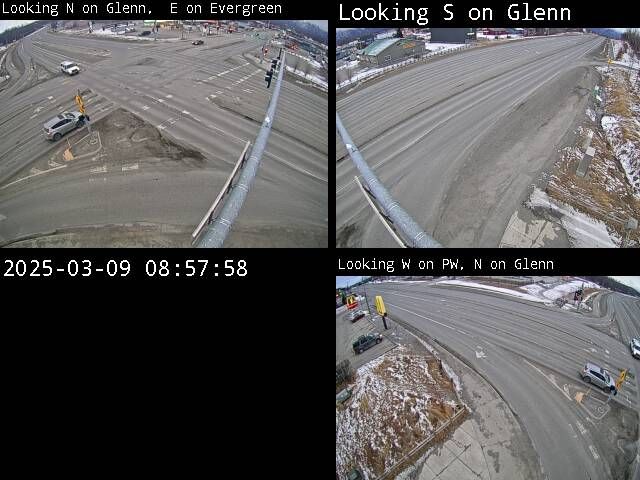 Looking N on Glenn,  E on Evergreen
Looking S on Glenn
2025-03-09 08:57:58
Looking W on PW, N on Glenn